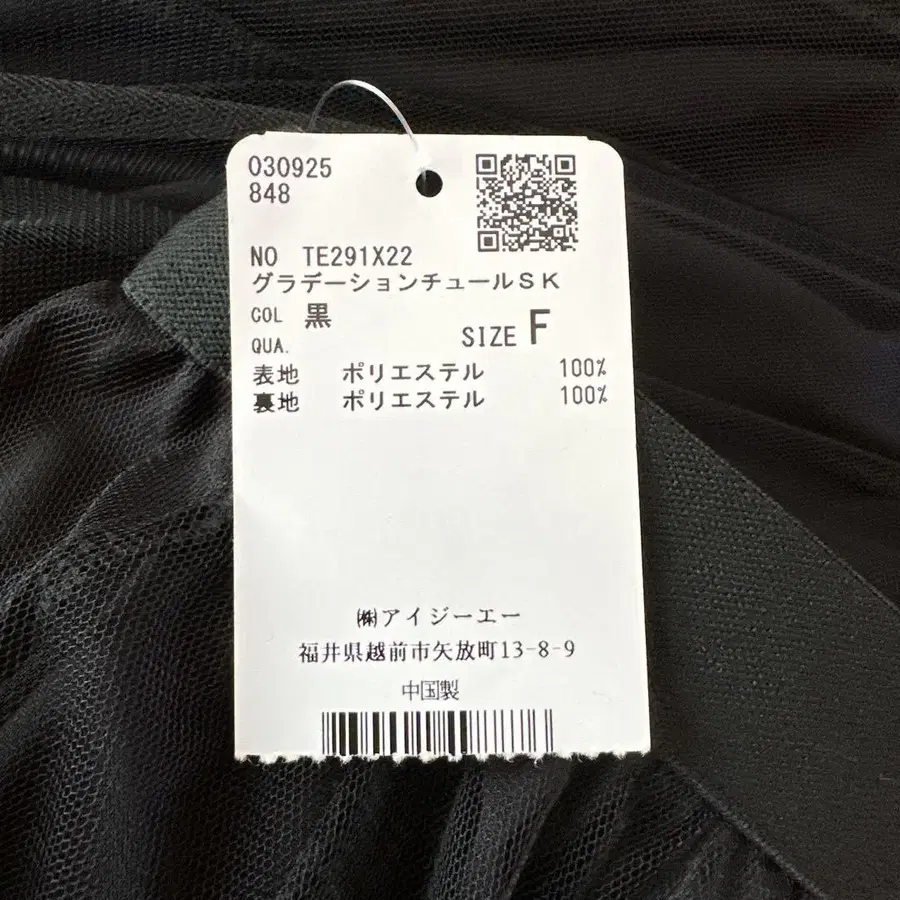 030925
848
NO TE291X22
グラデーションチュールSK
COL 黒
SIZE F
QUA.
表地 ポリエステル 100%
裏地 ポリエステル 100%
㈱アイジーエー
福井県越前市矢放町13-8-9
中国製